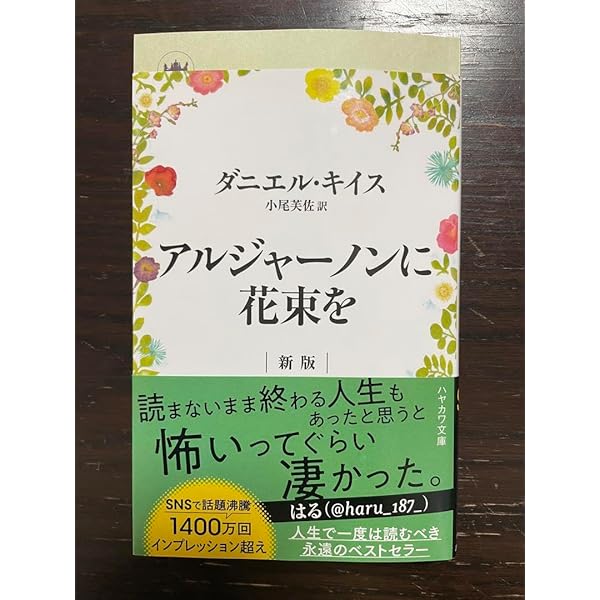 ダニエル・キイス
小尾芙佐 訳
アルジャーノンに
花束を
新版
ハヤカワ文庫
読まないまま終わる人生も
あったと思うと
怖いってぐらい
凄かった。
はる(@haru_187_)
SNSで話題沸騰
1400万回
インプレッション超え
人生で一度は読むべき
永遠のベストセラー